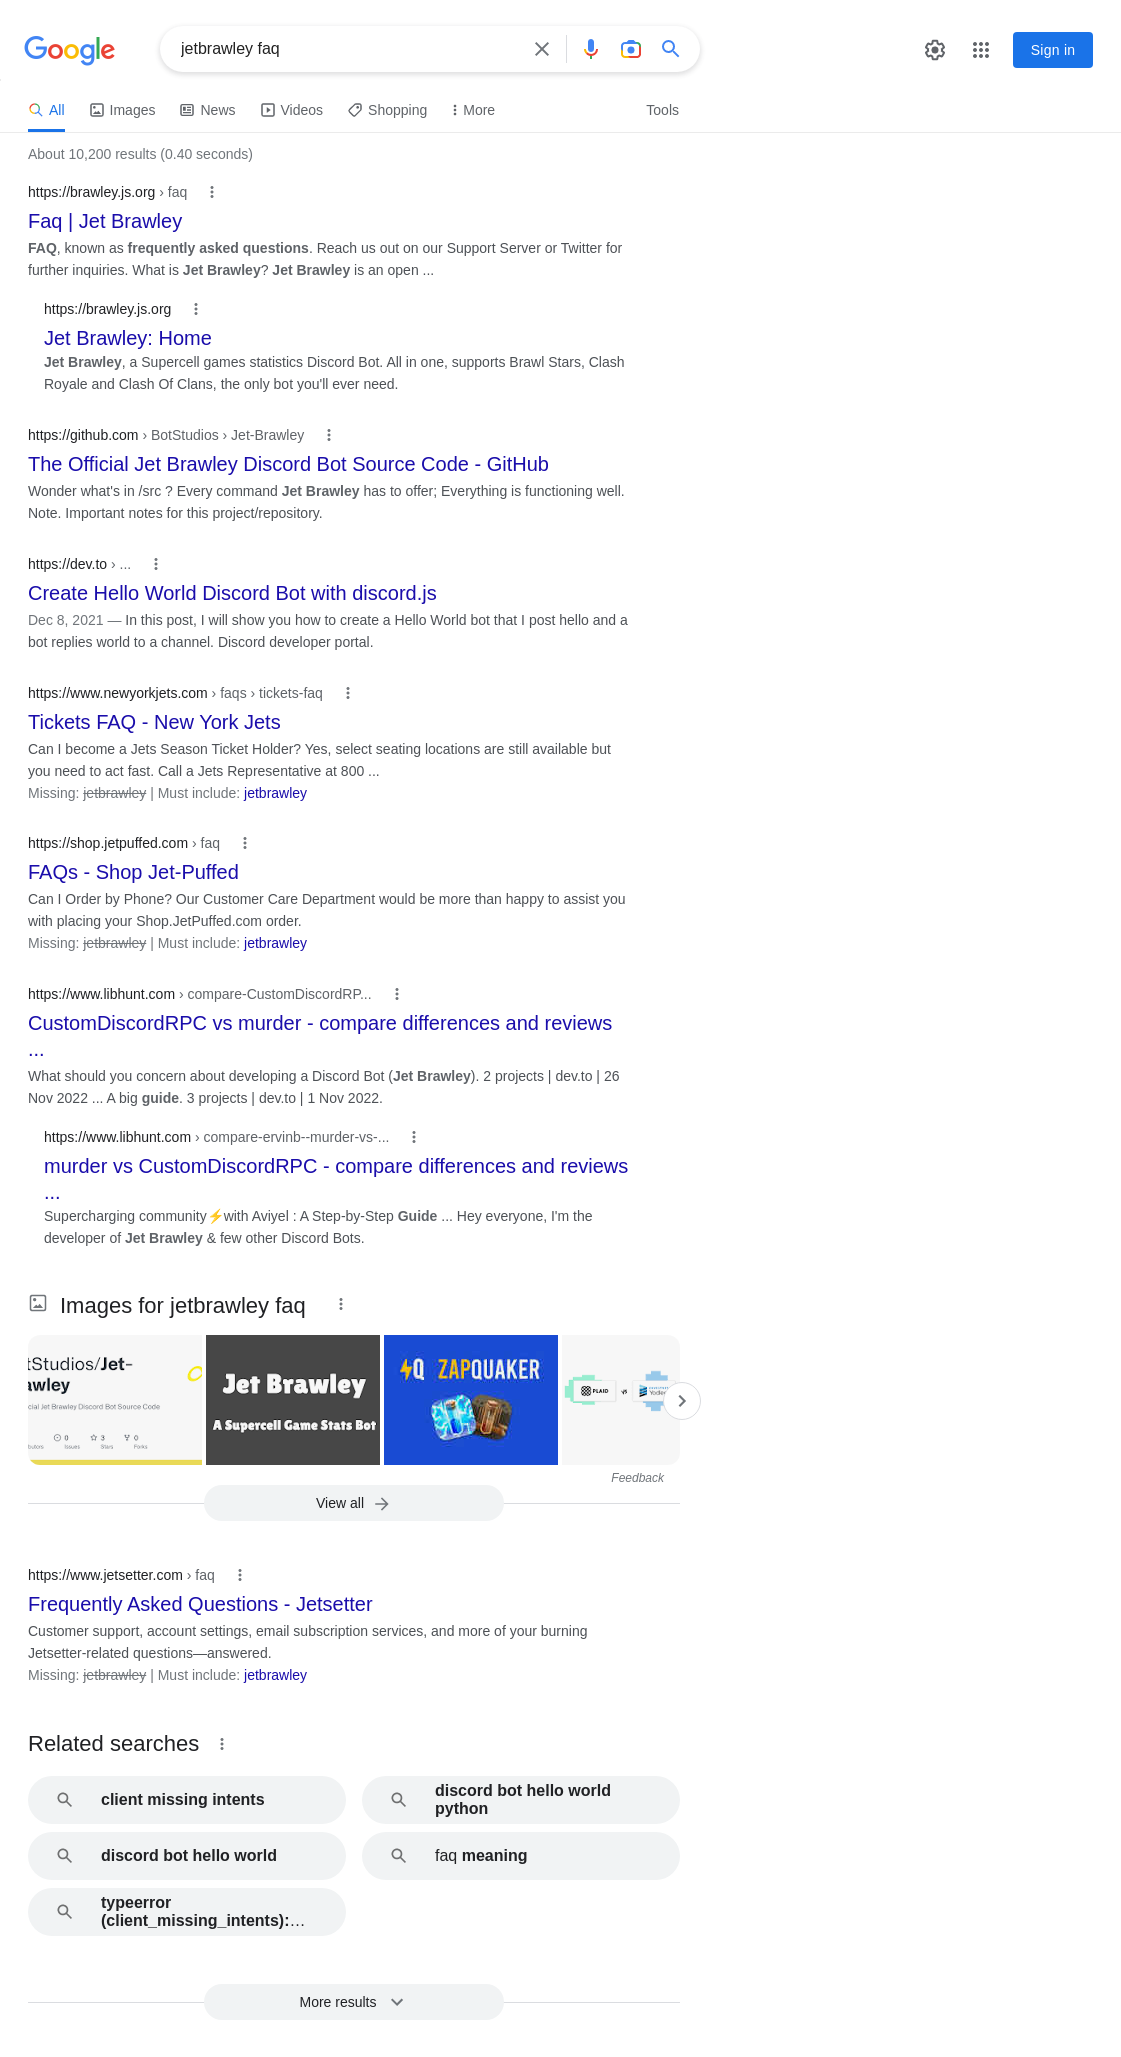 Google
jetbrawley faq
Sign in
All
Images
News
Videos
Shopping
More
Tools
About 10,200 results (0.40 seconds)
https://brawley.js.org › faq
Faq | Jet Brawley
FAQ, known as frequently asked questions. Reach us out on our Support Server or Twitter for
further inquiries. What is Jet Brawley? Jet Brawley is an open ...
https://brawley.js.org
Jet Brawley: Home
Jet Brawley, a Supercell games statistics Discord Bot. All in one, supports Brawl Stars, Clash
Royale and Clash Of Clans, the only bot you'll ever need.
https://github.com › BotStudios › Jet-Brawley
The Official Jet Brawley Discord Bot Source Code - GitHub
Wonder what's in /src ? Every command Jet Brawley has to offer; Everything is functioning well.
Note. Important notes for this project/repository.
https://dev.to › ...
Create Hello World Discord Bot with discord.js
Dec 8, 2021 — In this post, I will show you how to create a Hello World bot that I post hello and a
bot replies world to a channel. Discord developer portal.
https://www.newyorkjets.com › faqs › tickets-faq
Tickets FAQ - New York Jets
Can I become a Jets Season Ticket Holder? Yes, select seating locations are still available but
you need to act fast. Call a Jets Representative at 800 ...
Missing: jetbrawley | Must include: jetbrawley
https://shop.jetpuffed.com › faq
FAQs - Shop Jet-Puffed
Can I Order by Phone? Our Customer Care Department would be more than happy to assist you
with placing your Shop.JetPuffed.com order.
Missing: jetbrawley | Must include: jetbrawley
https://www.libhunt.com › compare-CustomDiscordRP...
CustomDiscordRPC vs murder - compare differences and reviews
...
What should you concern about developing a Discord Bot (Jet Brawley). 2 projects | dev.to | 26
Nov 2022 ... A big guide. 3 projects | dev.to | 1 Nov 2022.
https://www.libhunt.com › compare-ervinb--murder-vs-...
murder vs CustomDiscordRPC - compare differences and reviews
...
Supercharging community⚡with Aviyel : A Step-by-Step Guide ... Hey everyone, I'm the
developer of Jet Brawley & few other Discord Bots.
Images for jetbrawley faq
tStudios/Jet-
awley
cial Jet Brawley Discord Bot Source Code
0 3 0
butors Issues Stars Forks
Jet Brawley
A Supercell Game Stats Bot
Q ZAPQUAKER
PLAID vs Yodlee
Feedback
View all
https://www.jetsetter.com › faq
Frequently Asked Questions - Jetsetter
Customer support, account settings, email subscription services, and more of your burning
Jetsetter-related questions—answered.
Missing: jetbrawley | Must include: jetbrawley
Related searches
client missing intents
discord bot hello world
python
discord bot hello world
faq meaning
typeerror
(client_missing_intents):...
More results